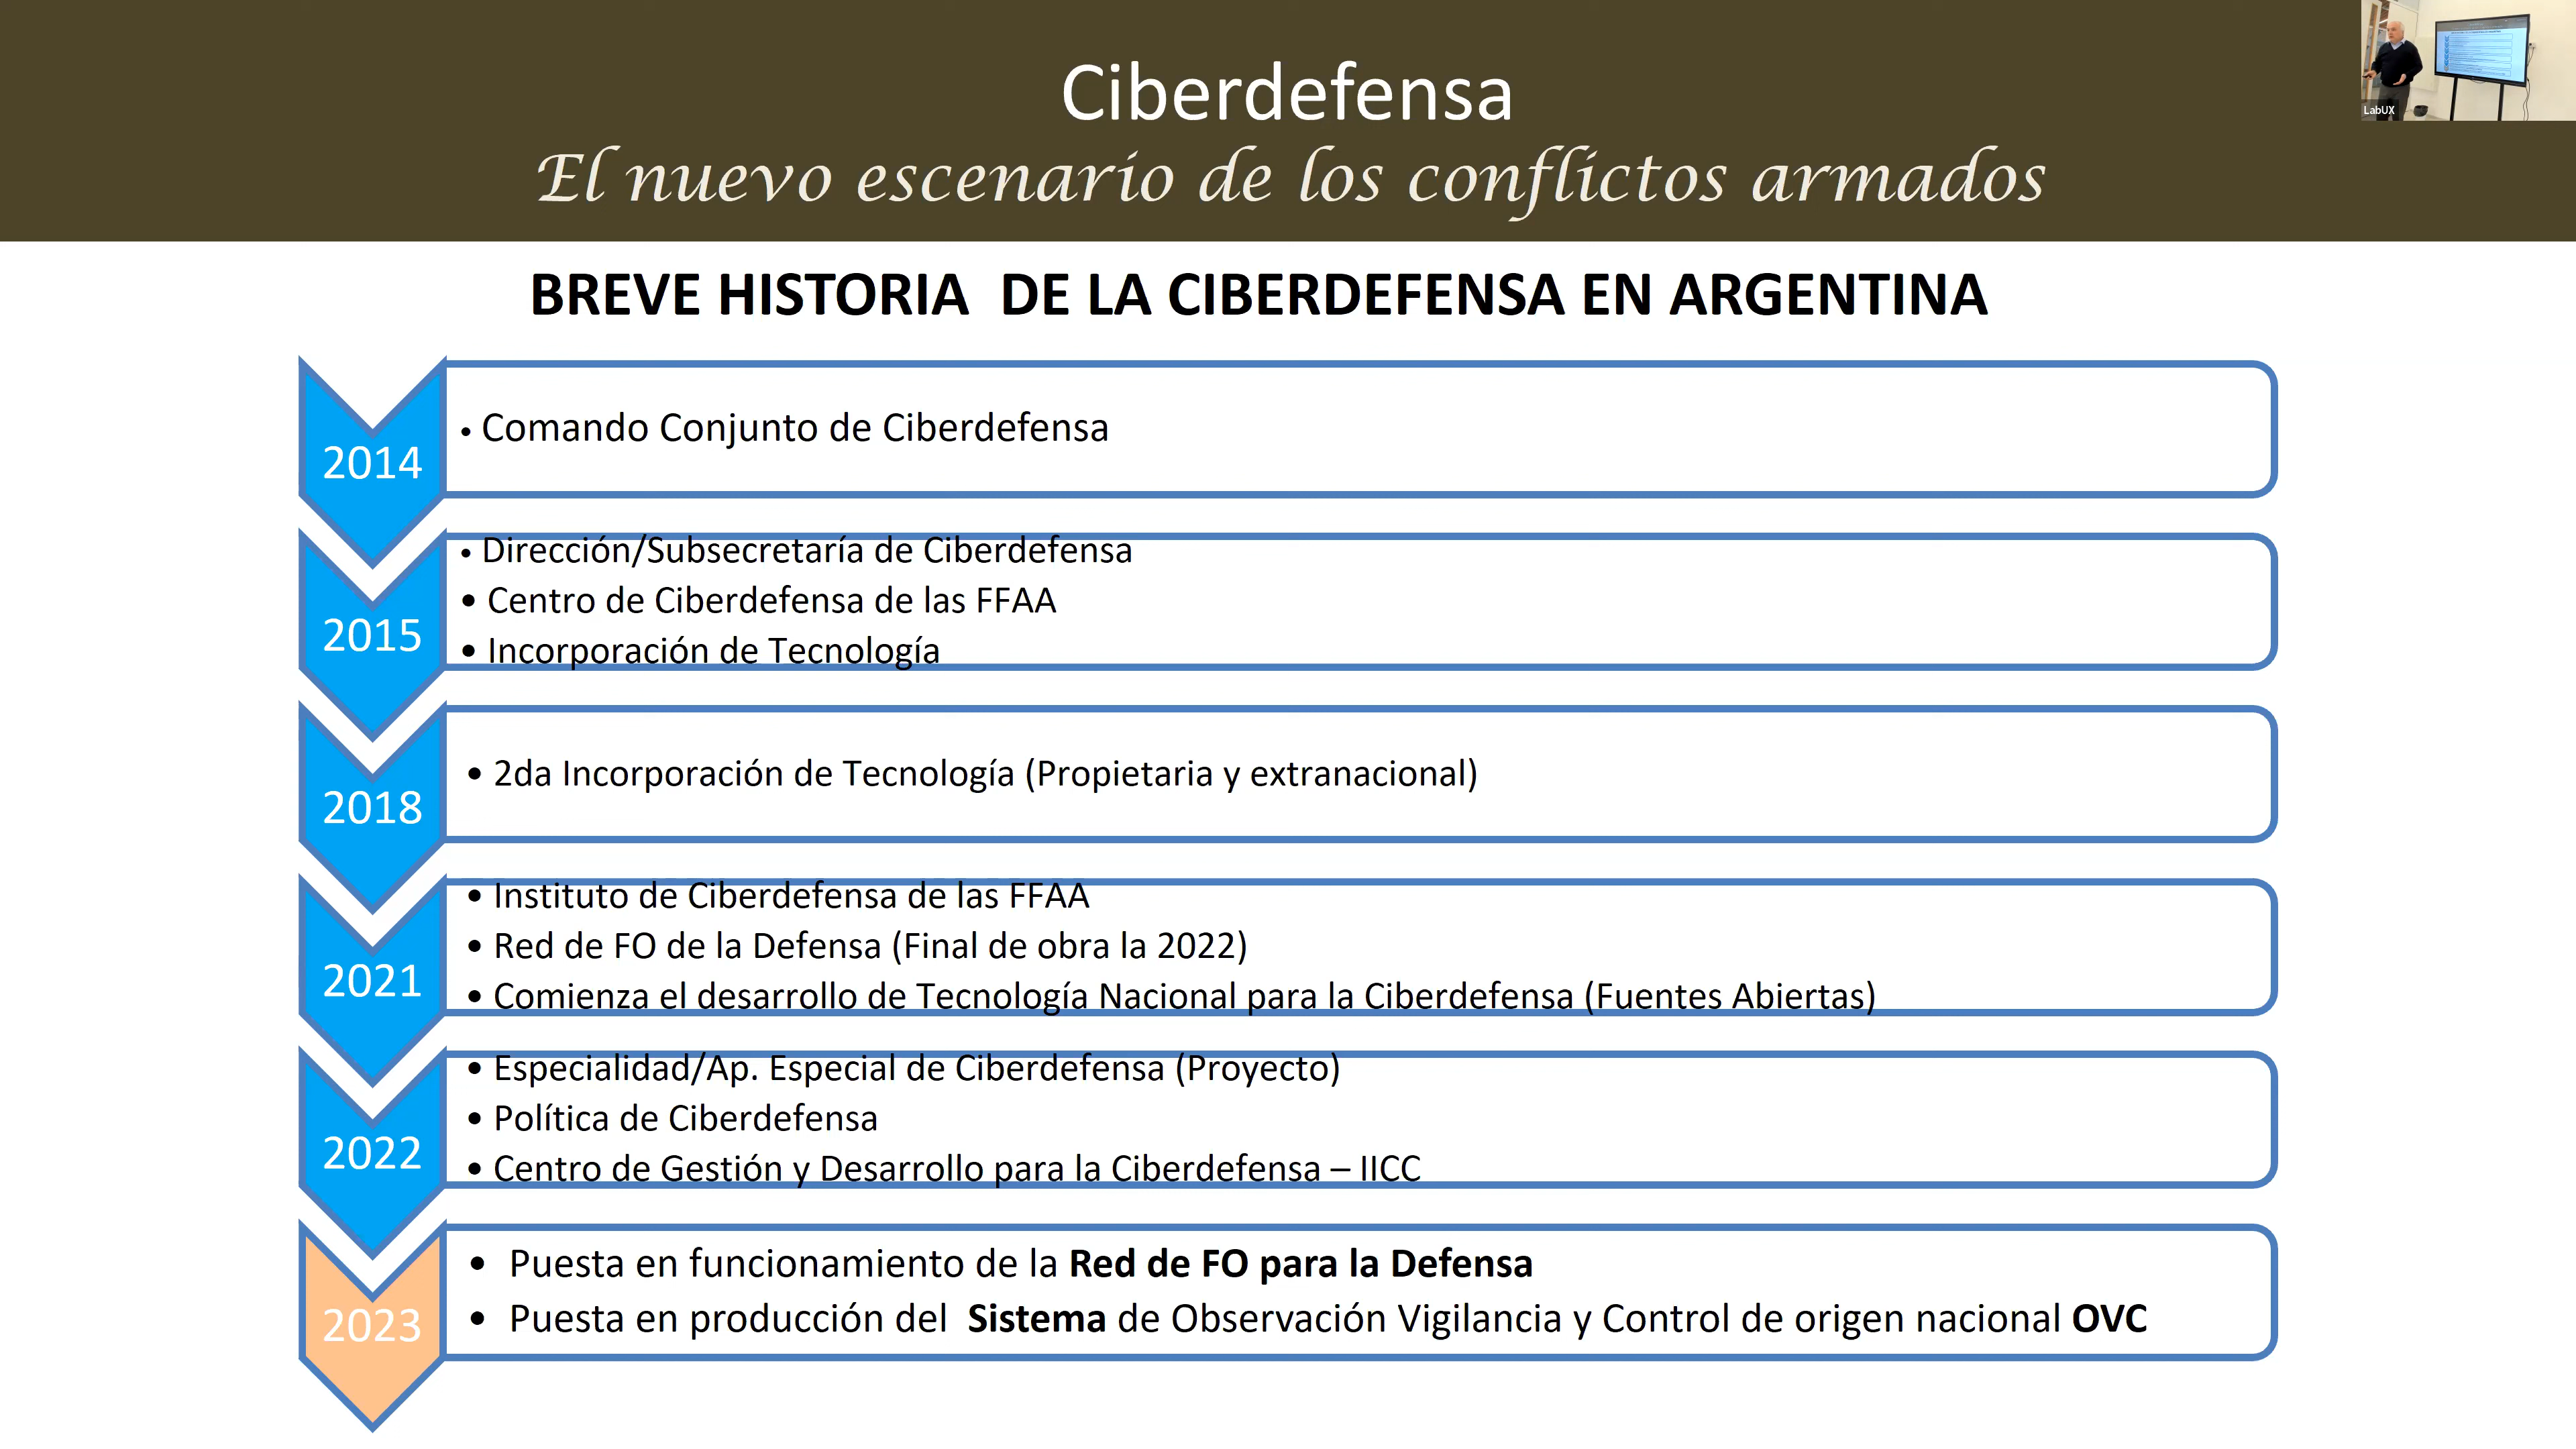 Ciberdefensa
El nuevo escenario de los conflictos armados
LabUX
BREVE HISTORIA  DE LA CIBERDEFENSA EN ARGENTINA
2014
• Comando Conjunto de Ciberdefensa
2015
• Dirección/Subsecretaría de Ciberdefensa
• Centro de Ciberdefensa de las FFAA
• Incorporación de Tecnología
2018
• 2da Incorporación de Tecnología (Propietaria y extranacional)
2021
• Instituto de Ciberdefensa de las FFAA
• Red de FO de la Defensa (Final de obra la 2022)
• Comienza el desarrollo de Tecnología Nacional para la Ciberdefensa (Fuentes Abiertas)
2022
• Especialidad/Ap. Especial de Ciberdefensa (Proyecto)
• Política de Ciberdefensa
• Centro de Gestión y Desarrollo para la Ciberdefensa – IICC
2023
• Puesta en funcionamiento de la Red de FO para la Defensa
• Puesta en producción del  Sistema de Observación Vigilancia y Control de origen nacional OVC